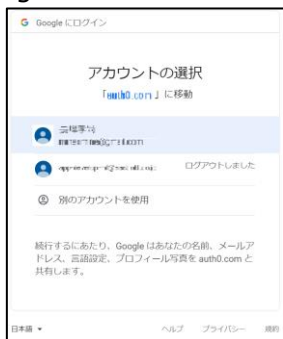 Google にログイン
アカウントの選択
「auth0.com」に移動
ログアウトしました
別のアカウントを使用
続行するにあたり、Google はあなたの名前、メールア
ドレス、言語設定、プロフィール写真を auth0.com と
共有します。
日本語 ヘルプ プライバシー 規約